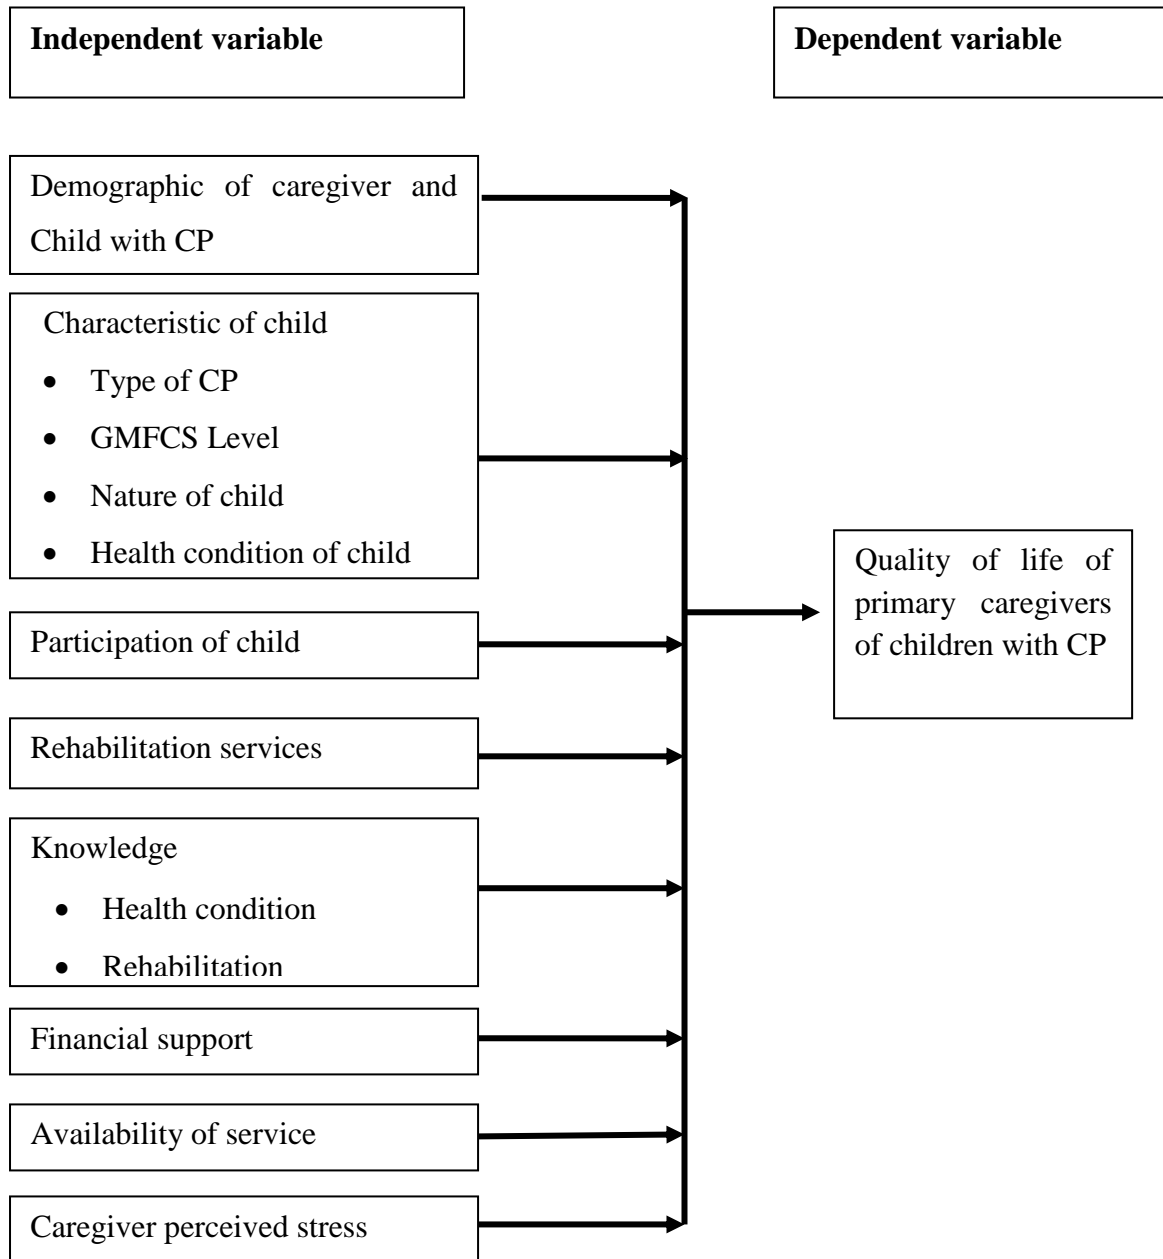 Independent variable
Dependent variable
Demographic of caregiver and
Child with CP
Characteristic of child
• Type of CP
• GMFCS Level
• Nature of child
• Health condition of child
Participation of child
Rehabilitation services
Knowledge
• Health condition
• Rehabilitation
Financial support
Availability of service
Caregiver perceived stress
Quality of life of
primary caregivers
of children with CP